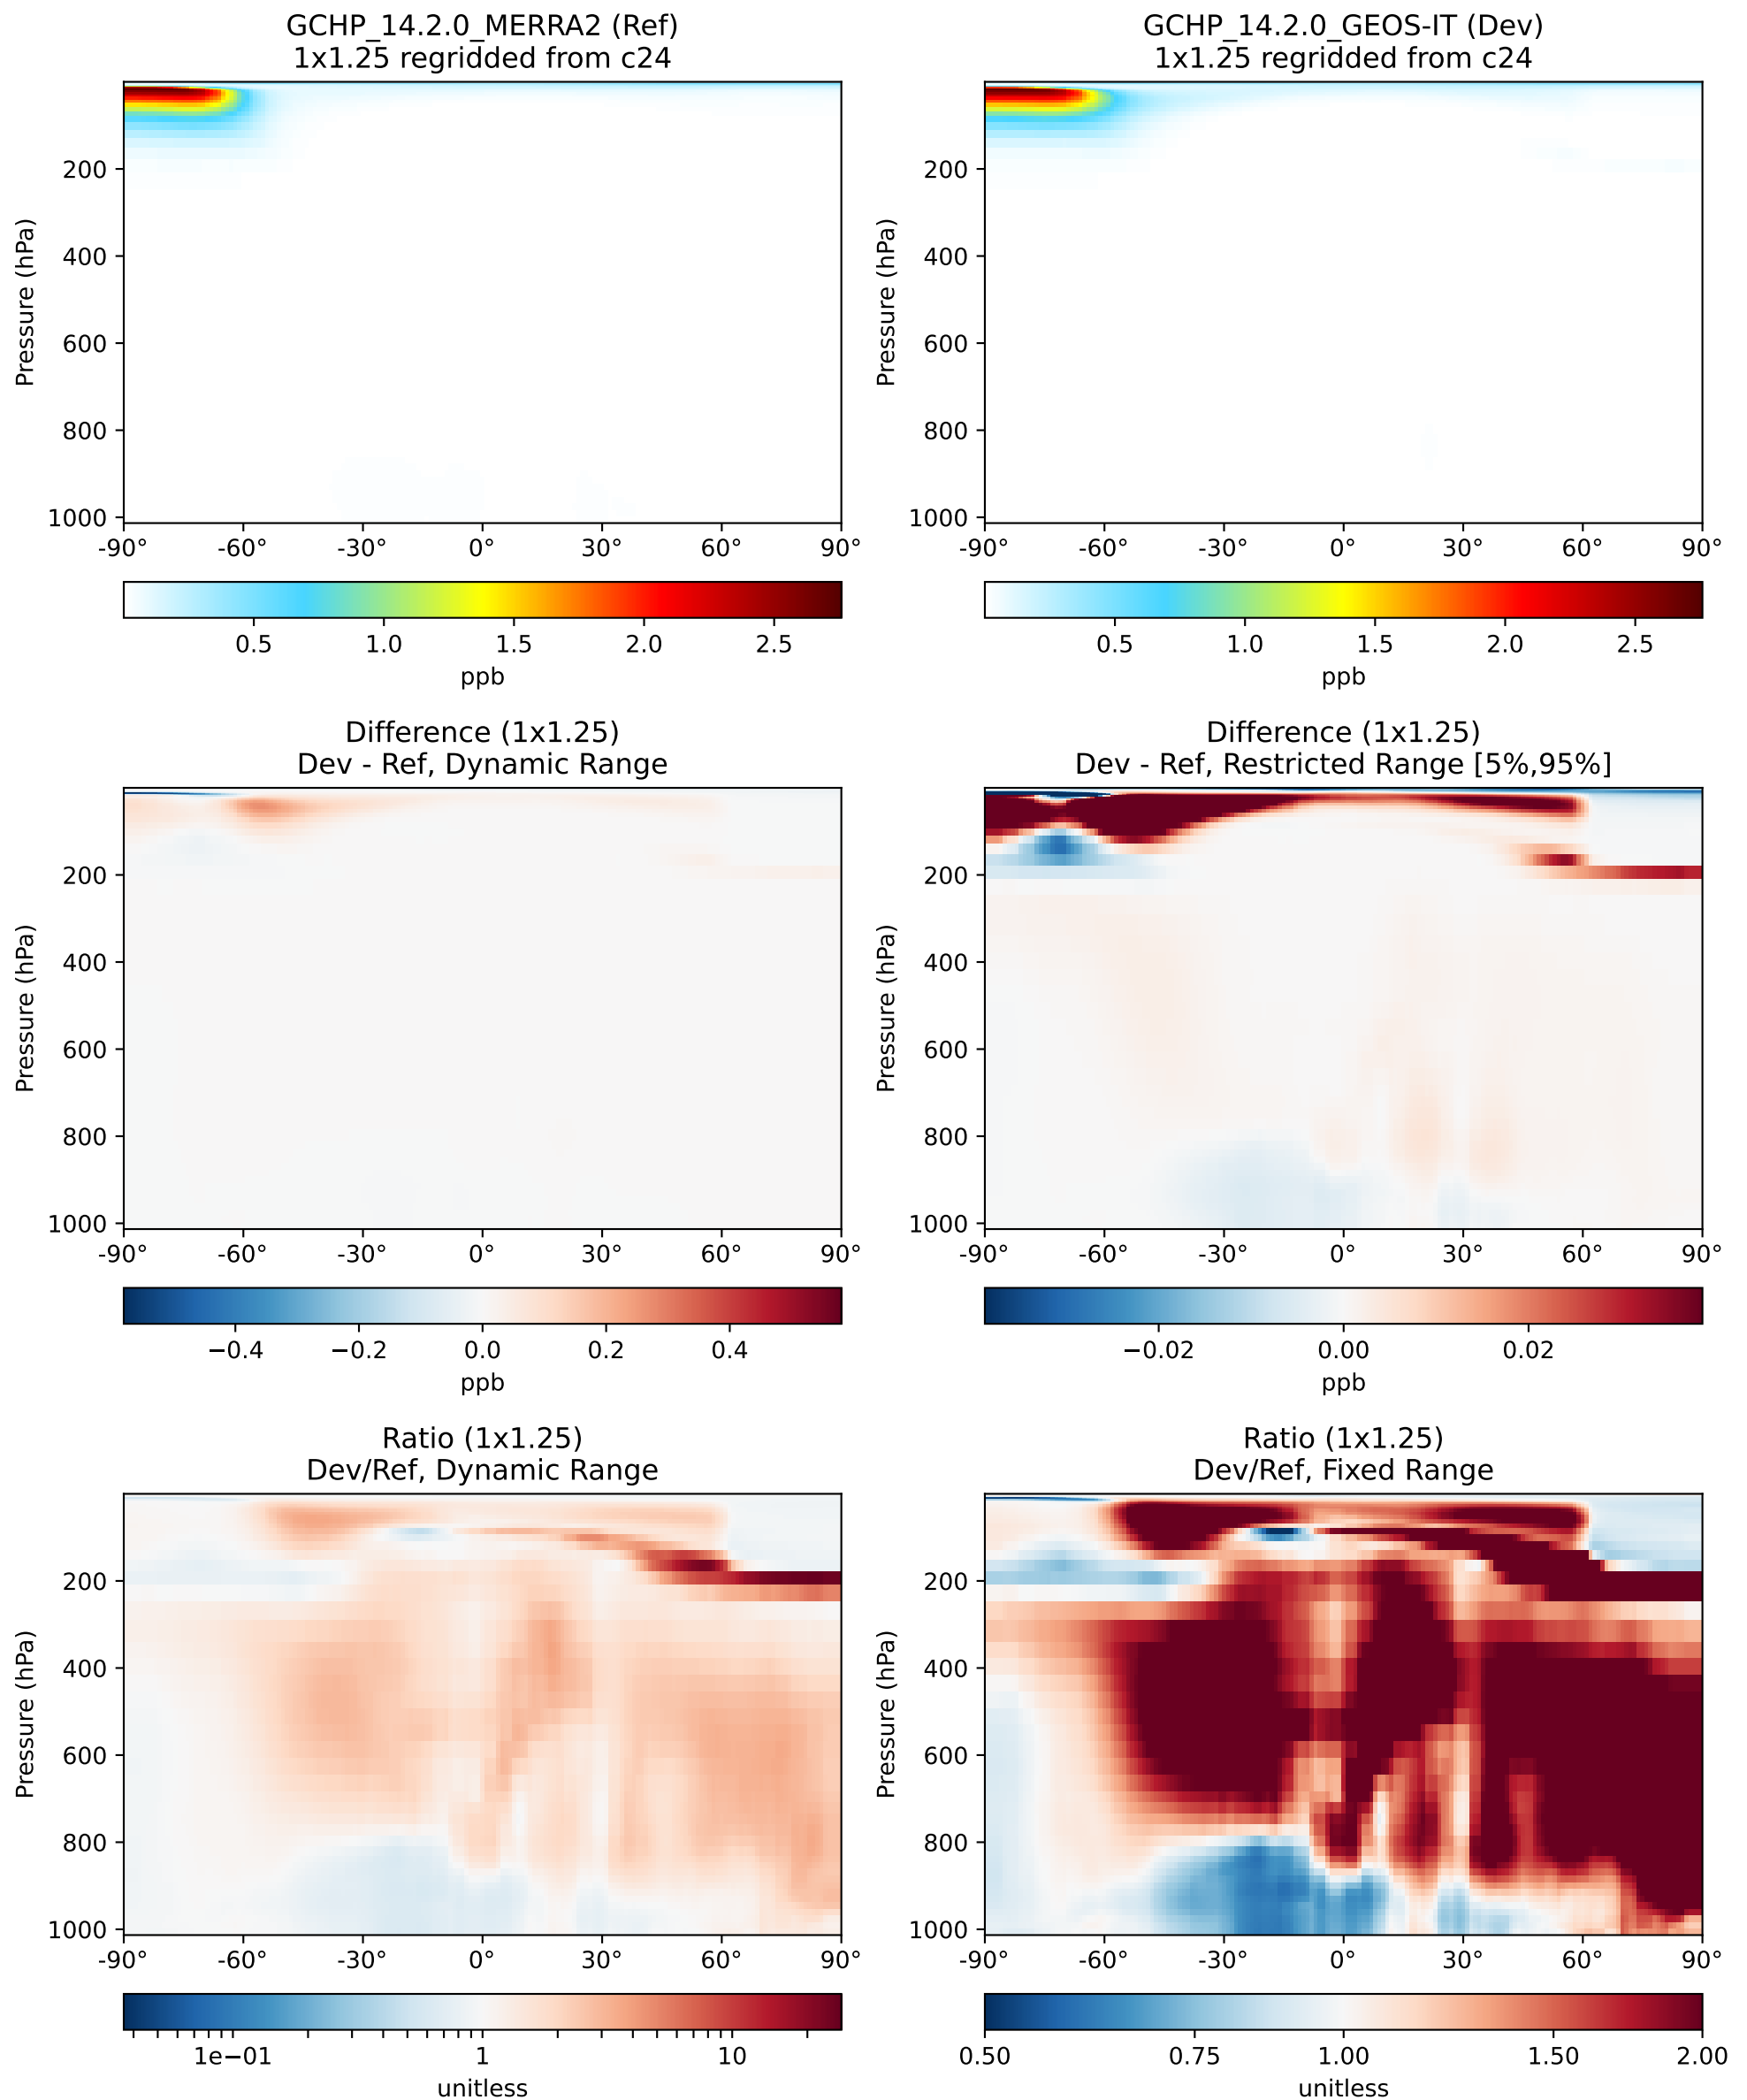 GCHP_14.2.0_MERRA2 (Ref)
1x1.25 regridded from c24
Pressure (hPa)
200
400
600
800
1000
-90° -60° -30° 0° 30° 60° 90°
0.5 1.0 1.5 2.0 2.5
ppb
GCHP_14.2.0_GEOS-IT (Dev)
1x1.25 regridded from c24
Pressure (hPa)
200
400
600
800
1000
-90° -60° -30° 0° 30° 60° 90°
0.5 1.0 1.5 2.0 2.5
ppb
Difference (1x1.25)
Dev - Ref, Dynamic Range
Pressure (hPa)
200
400
600
800
1000
-90° -60° -30° 0° 30° 60° 90°
−0.4 −0.2 0.0 0.2 0.4
ppb
Difference (1x1.25)
Dev - Ref, Restricted Range [5%,95%]
Pressure (hPa)
200
400
600
800
1000
-90° -60° -30° 0° 30° 60° 90°
−0.02 0.00 0.02
ppb
Ratio (1x1.25)
Dev/Ref, Dynamic Range
Pressure (hPa)
200
400
600
800
1000
-90° -60° -30° 0° 30° 60° 90°
1e−01 1 10
unitless
Ratio (1x1.25)
Dev/Ref, Fixed Range
Pressure (hPa)
200
400
600
800
1000
-90° -60° -30° 0° 30° 60° 90°
0.50 0.75 1.00 1.50 2.00
unitless